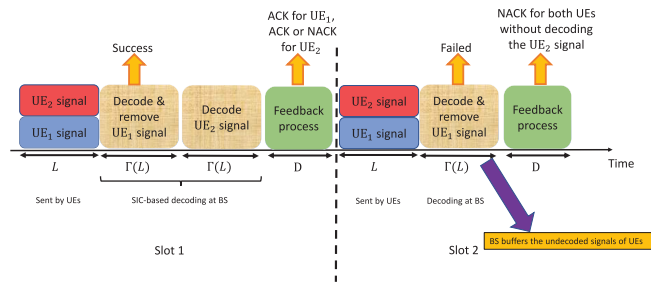 ACK for UE₁,
ACK or NACK
for UE₂
NACK for both UEs
without decoding
the UE₂ signal
Success
Failed
UE₂ signal
UE₁ signal
Decode &
remove
UE₁ signal
Decode
UE₂ signal
Feedback
process
UE₂ signal
UE₁ signal
Decode &
remove
UE₁ signal
Feedback
process
Time
L
Γ(L)
Γ(L)
D
L
Γ(L)
D
Sent by UEs
SIC-based decoding at BS
Sent by UEs
Decoding at BS
BS buffers the undecoded signals of UEs
Slot 1
Slot 2